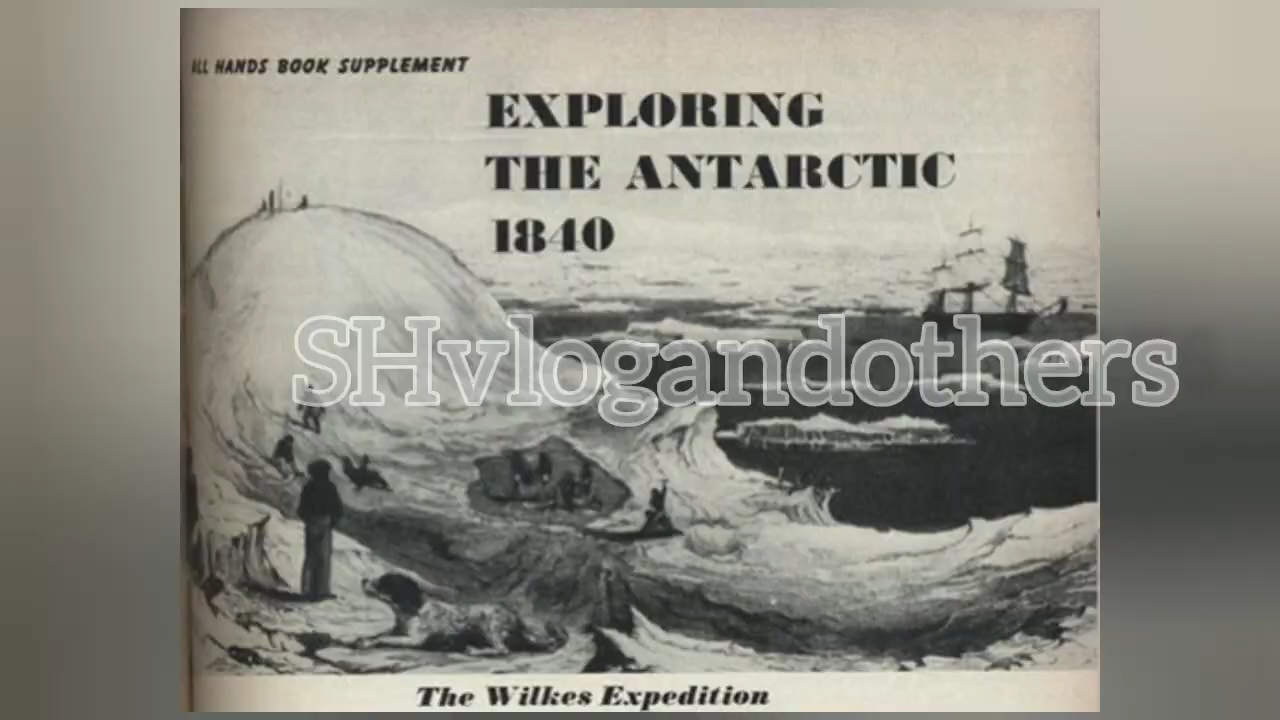 ALL HANDS BOOK SUPPLEMENT
EXPLORING
THE ANTARCTIC
1840
SHvlogandothers
The Wilkes Expedition